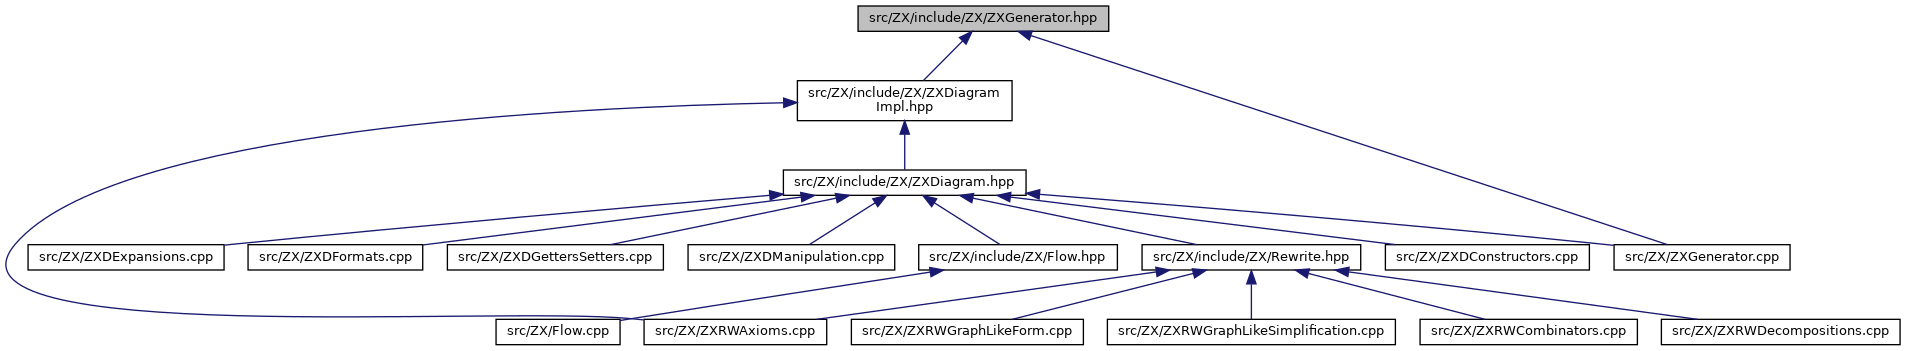 src/ZX/include/ZX/ZXGenerator.hpp
src/ZX/include/ZX/ZXDiagram
Impl.hpp
src/ZX/include/ZX/ZXDiagram.hpp
src/ZX/ZXDExpansions.cpp
src/ZX/ZXDFormats.cpp
src/ZX/ZXDGettersSetters.cpp
src/ZX/ZXDManipulation.cpp
src/ZX/include/ZX/Flow.hpp
src/ZX/include/ZX/Rewrite.hpp
src/ZX/ZXDConstructors.cpp
src/ZX/ZXGenerator.cpp
src/ZX/Flow.cpp
src/ZX/ZXRWAxioms.cpp
src/ZX/ZXRWGraphLikeForm.cpp
src/ZX/ZXRWGraphLikeSimplification.cpp
src/ZX/ZXRWCombinators.cpp
src/ZX/ZXRWDecompositions.cpp